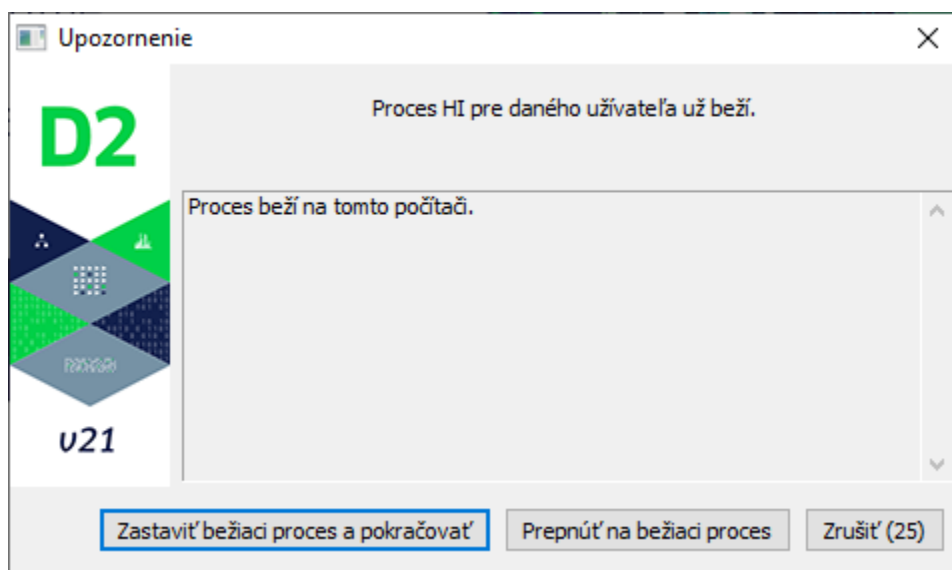 Upozornenie
D2
Proces HI pre daného užívateľa už beží.
Proces beží na tomto počítači.
v21
Zastaviť bežiaci proces a pokračovať
Prepnúť na bežiaci proces
Zrušiť (25)